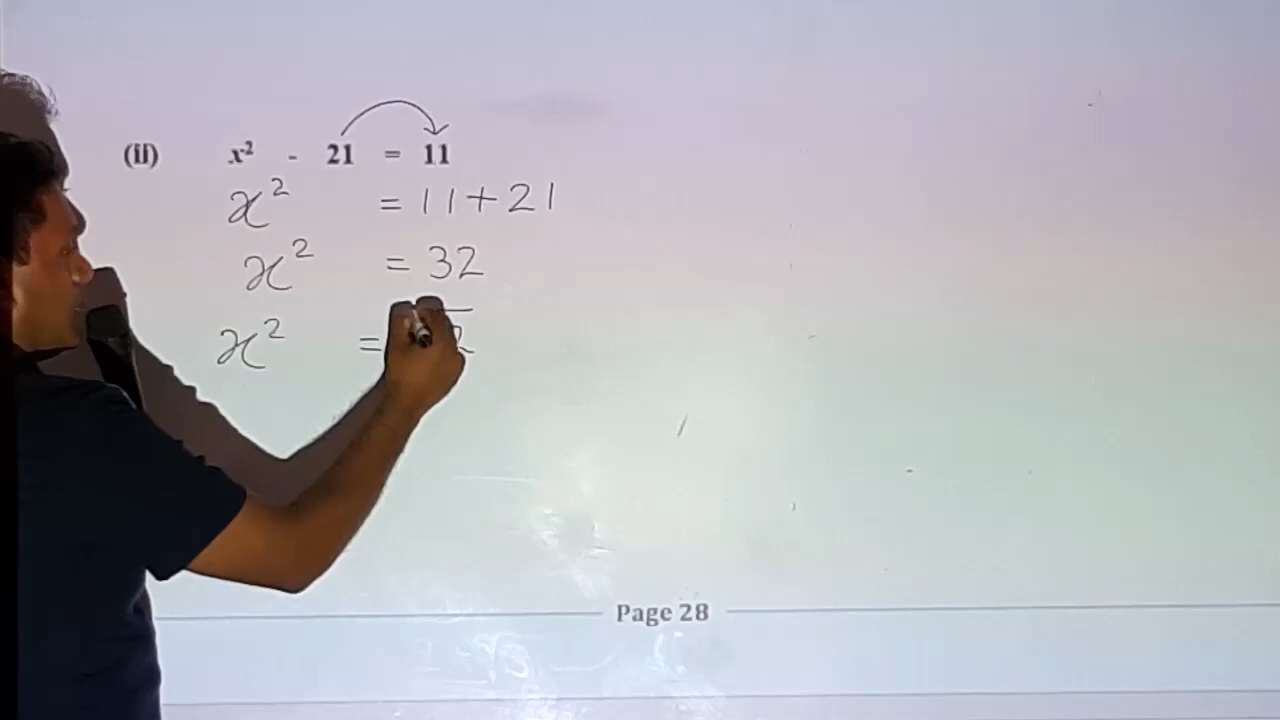 (ii) x² - 21 = 11
x² = 11 + 21
x² = 32
x² =
Page 28